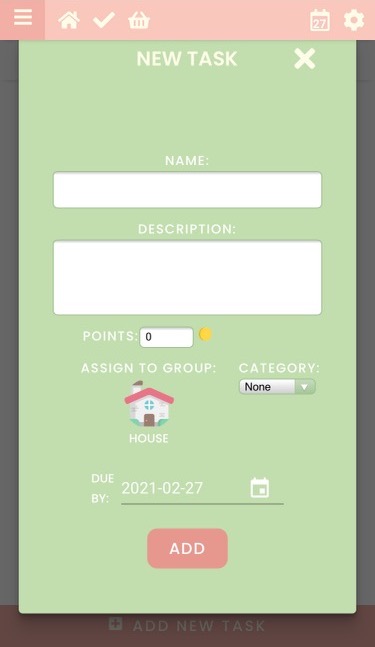 27
NEW TASK
NAME:
DESCRIPTION:
POINTS: 0
ASSIGN TO GROUP: CATEGORY:
None
HOUSE
DUE
BY: 2021-02-27
ADD
ADD NEW TASK